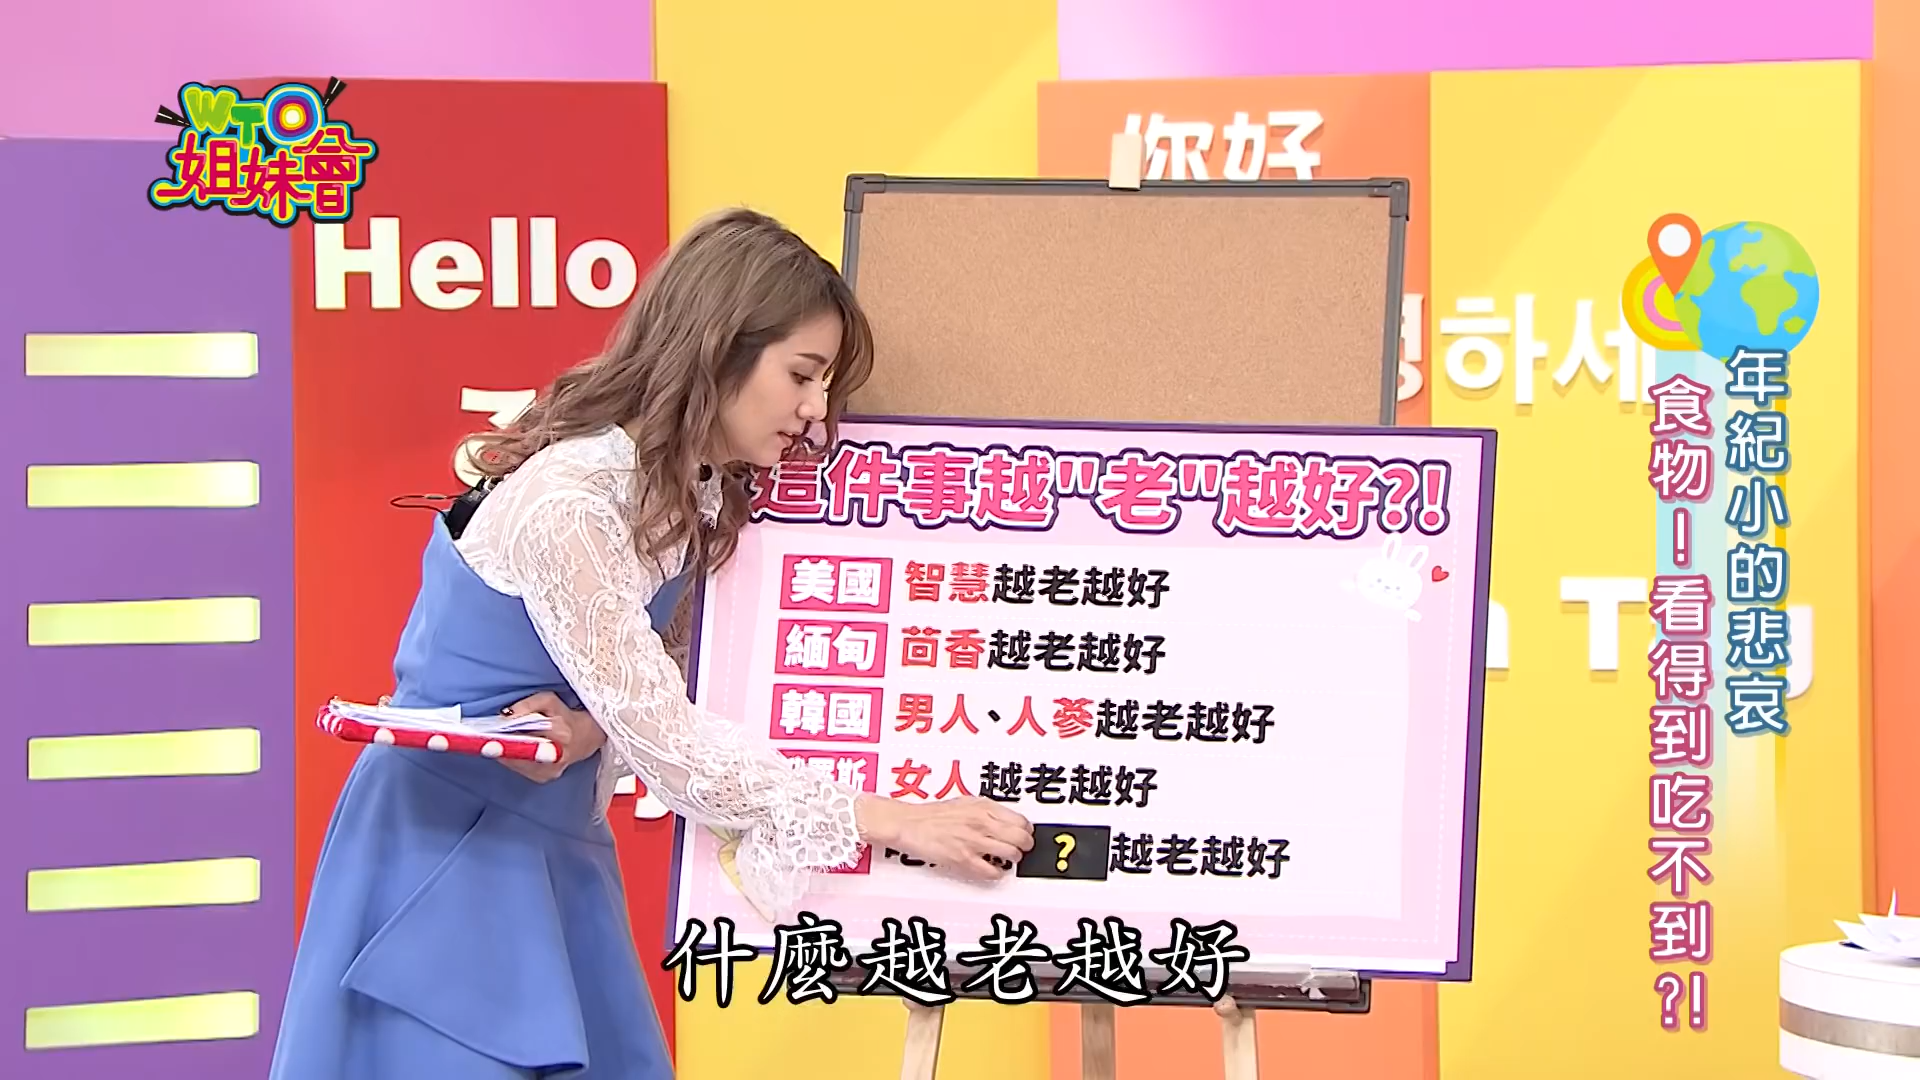 WTO
姐妹會
Hello
你好
하세
年紀小的悲哀
食物！看得到吃不到?!
這件事越"老"越好?!
美國 智慧越老越好
緬甸 茴香越老越好
韓國 男人、人蔘越老越好
斯 女人越老越好
? 越老越好
什麼越老越好